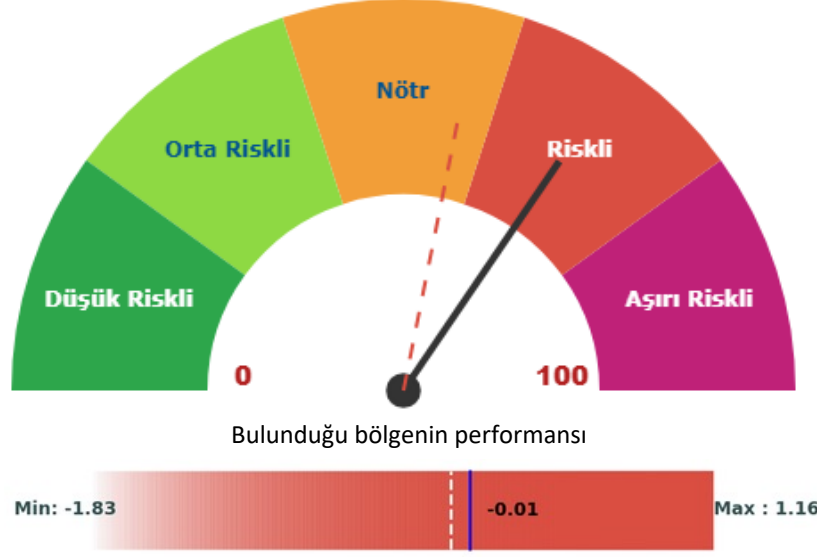 Nötr
Orta Riskli
Riskli
Düşük Riskli
Aşırı Riskli
0
100
Bulunduğu bölgenin performansı
Min: -1.83
-0.01
Max : 1.16